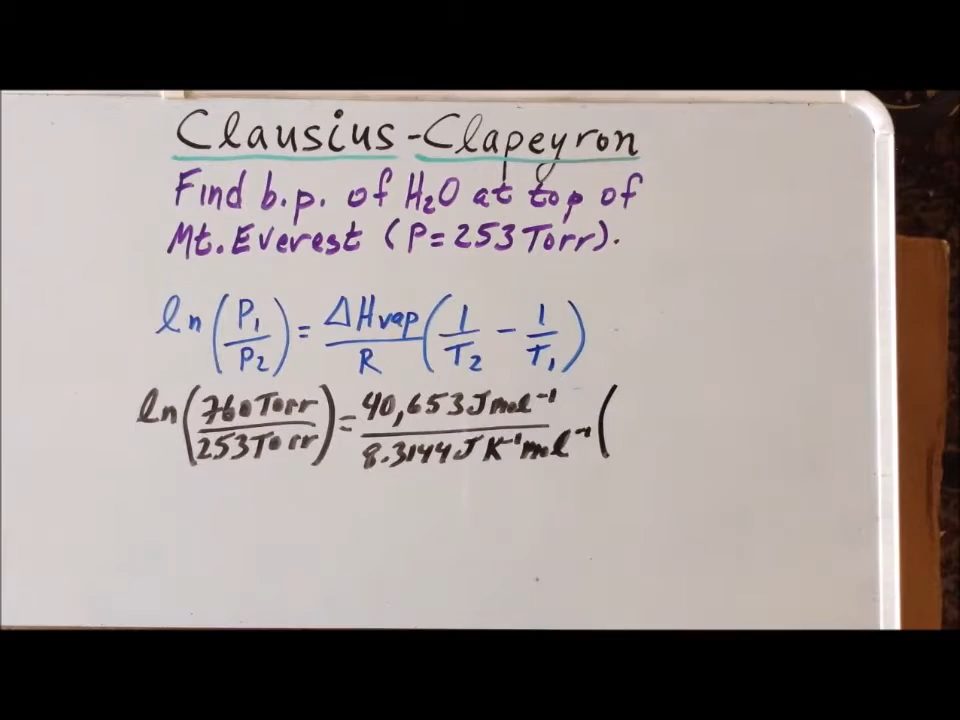 Clausius-Clapeyron
Find b.p. of H₂O at top of
Mt. Everest (P=253 Torr).
ln(P₁/P₂) = ΔHvap/R (1/T₂ - 1/T₁)
ln(760 Torr/253 Torr) = 40,653 J mol⁻¹/8.3144 J K⁻¹ mol⁻¹ (